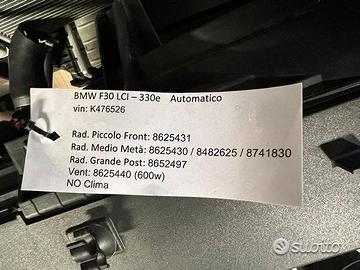 BMW F30 LCI – 330e Automatico
vin: K476526
Rad. Piccolo Front: 8625431
Rad. Medio Metà: 8625430 / 8482625 / 8741830
Rad. Grande Post: 8652497
Vent: 8625440 (600w)
NO Clima
subito